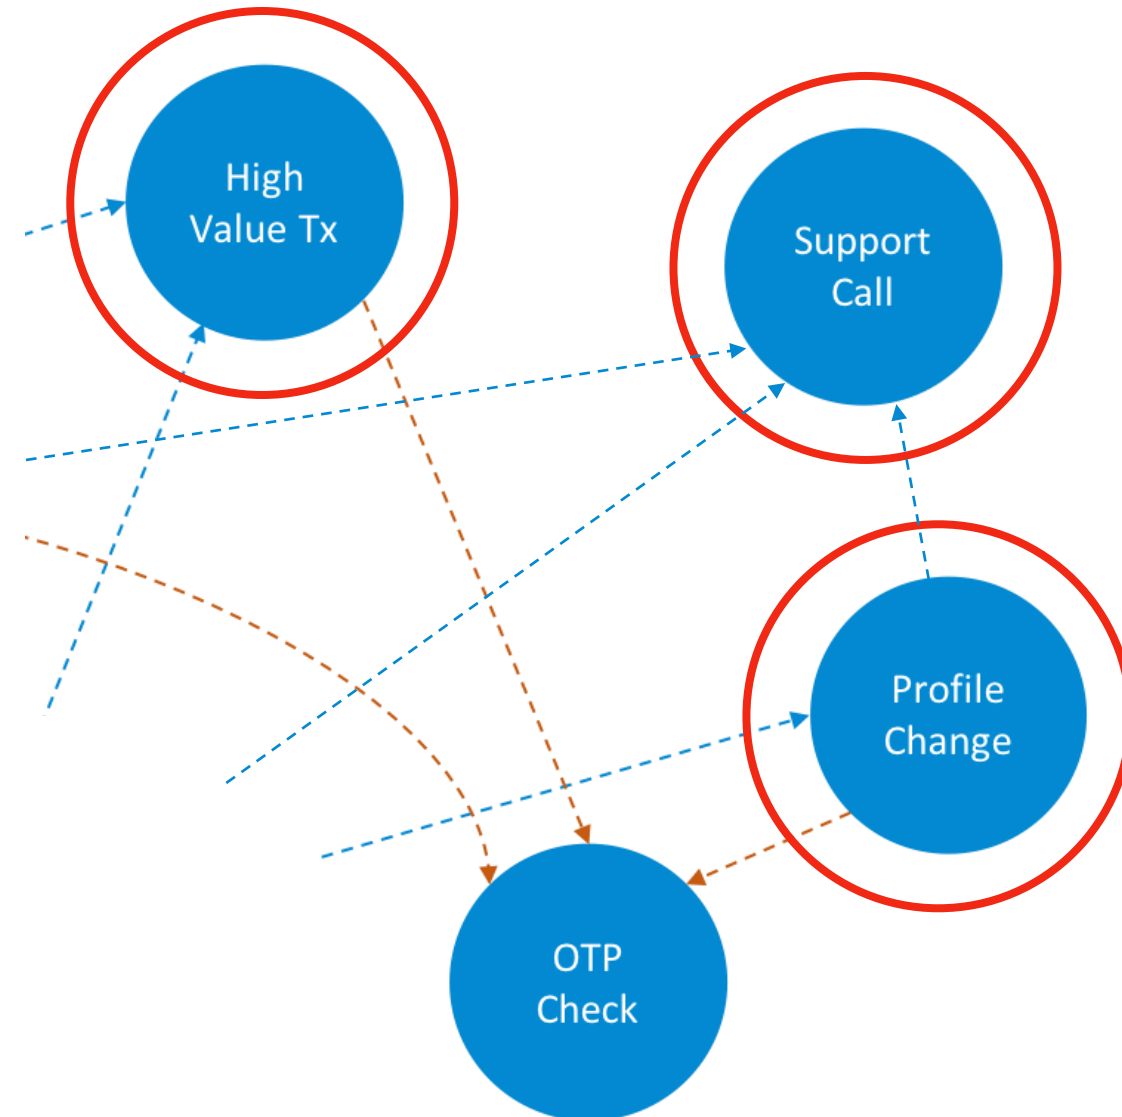 High
Value Tx
Support
Call
Profile
Change
OTP
Check